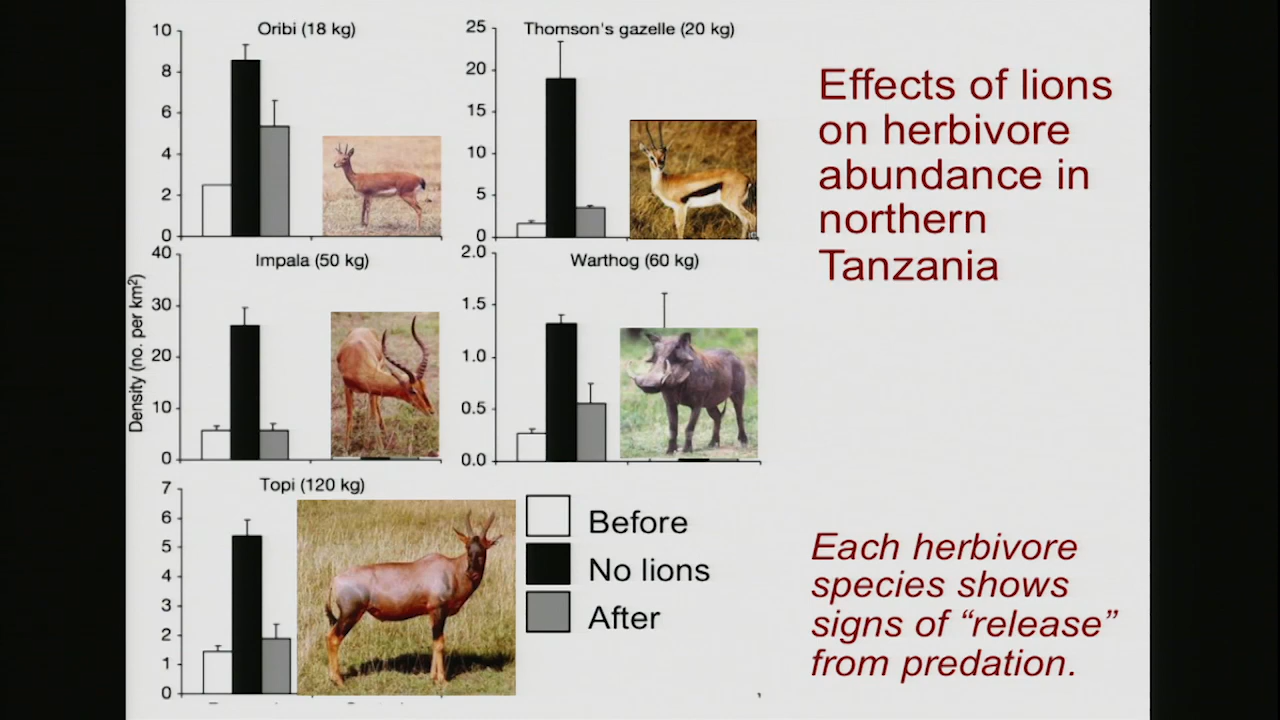 Oribi (18 kg)
10
8
6
4
2
0
Thomson's gazelle (20 kg)
25
20
15
10
5
0
Effects of lions
on herbivore
abundance in
northern
Tanzania
Density (no. per km²)
Impala (50 kg)
40
30
20
10
0
Warthog (60 kg)
2.0
1.5
1.0
0.5
0.0
Topi (120 kg)
7
6
5
4
3
2
1
0
Before
No lions
After
Each herbivore
species shows
signs of “release”
from predation.